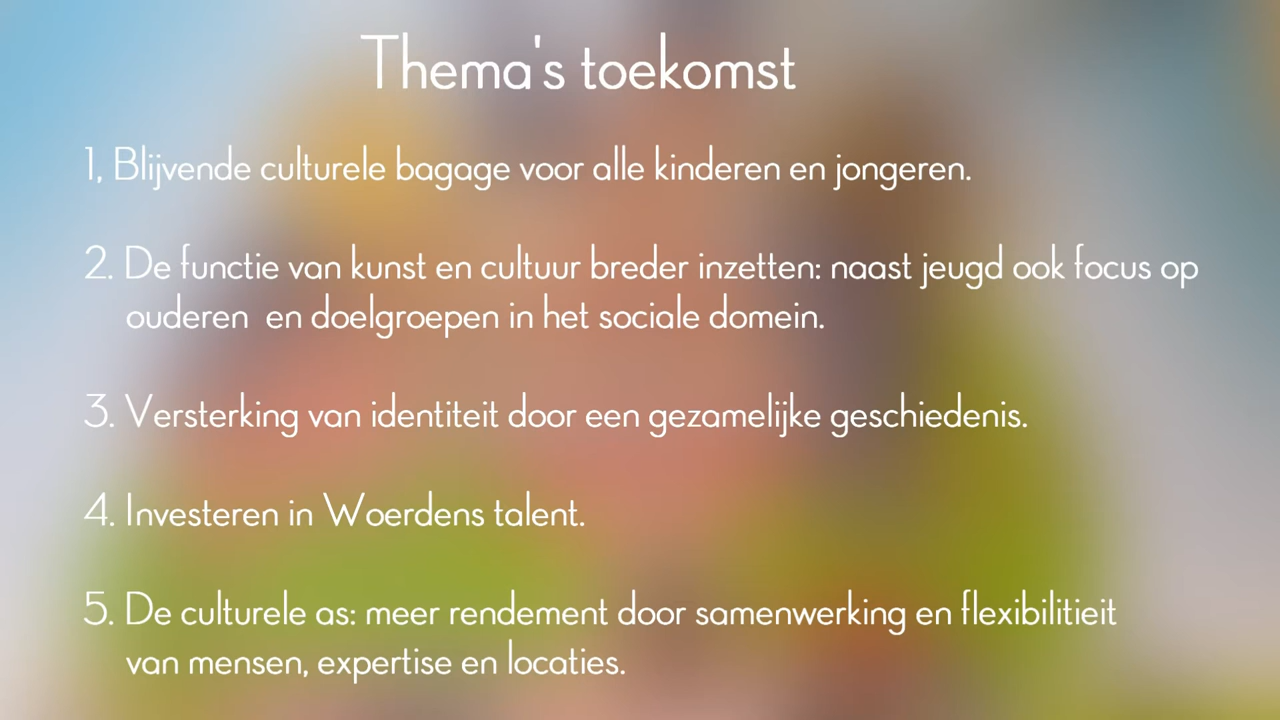 Thema's toekomst
1, Blijvende culturele bagage voor alle kinderen en jongeren.
2. De functie van kunst en cultuur breder inzetten: naast jeugd ook focus op
ouderen en doelgroepen in het sociale domein.
3. Versterking van identiteit door een gezamelijke geschiedenis.
4. Investeren in Woerdens talent.
5. De culturele as: meer rendement door samenwerking en flexibilitieit
van mensen, expertise en locaties.